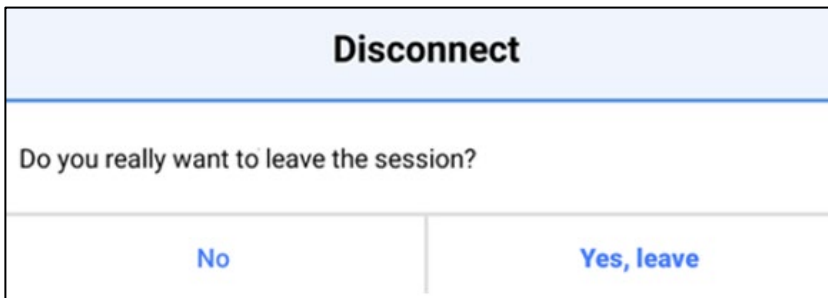 Disconnect
Do you really want to leave the session?
No
Yes, leave